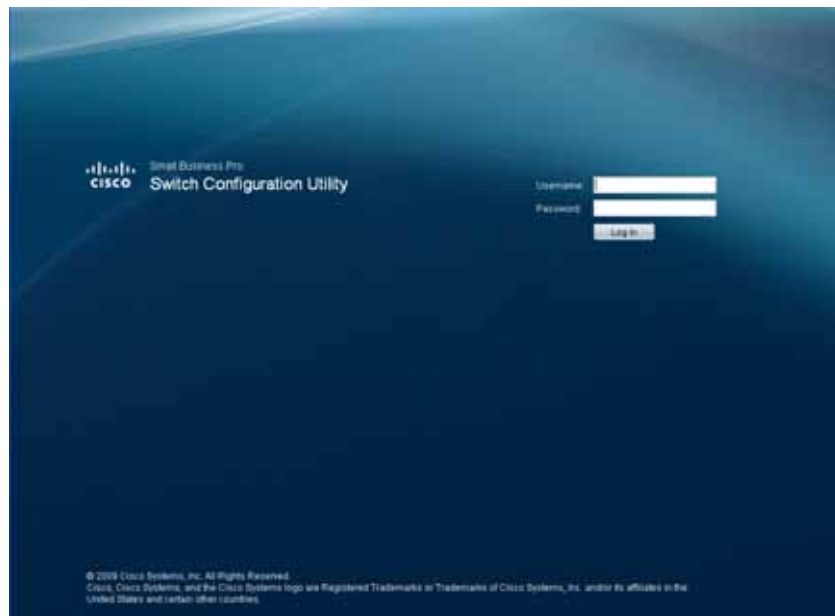 Small Business Pro
CISCO Switch Configuration Utility
Username:
Password:
Log In
© 2009 Cisco Systems, Inc. All Rights Reserved.
Cisco, Cisco Systems, and the Cisco Systems logo are Registered Trademarks or Trademarks of Cisco Systems, Inc. and/or its affiliates in the
United States and certain other countries.